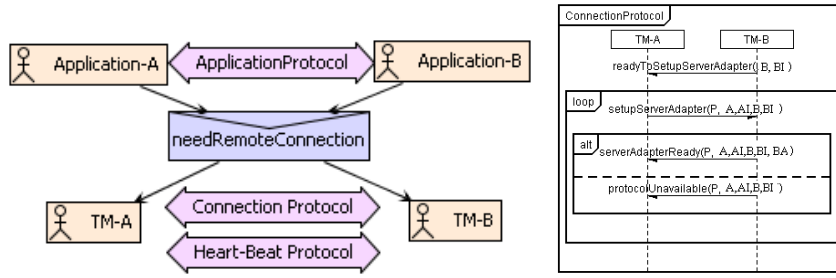 Application-A
ApplicationProtocol
Application-B
needRemoteConnection
TM-A
Connection Protocol
TM-B
Heart-Beat Protocol
ConnectionProtocol
TM-A
TM-B
readyToSetupServerAdapter( B, BI )
loop
setupServerAdapter(P, A,AI,B,BI )
alt
serverAdapterReady(P, A,AI,B,BI, BA)
protocolUnavailable(P, A,AI,B,BI )